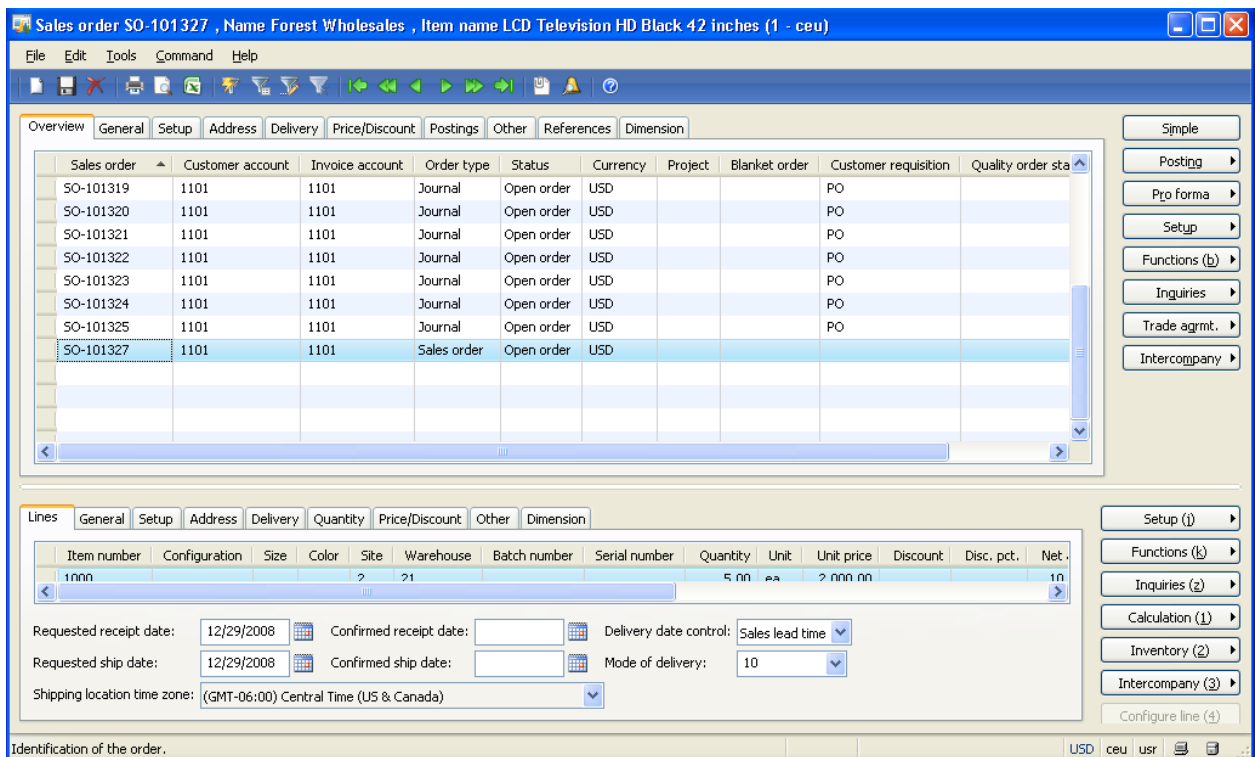 Sales order SO-101327 , Name Forest Wholesales , Item name LCD Television HD Black 42 inches (1 - ceu)
File Edit Tools Command Help
Overview General Setup Address Delivery Price/Discount Postings Other References Dimension
Simple
Posting
Pro forma
Setup
Functions (b)
Inquiries
Trade agrmt.
Intercompany
Sales order Customer account Invoice account Order type Status Currency Project Blanket order Customer requisition Quality order sta
SO-101319 1101 1101 Journal Open order USD PO
SO-101320 1101 1101 Journal Open order USD PO
SO-101321 1101 1101 Journal Open order USD PO
SO-101322 1101 1101 Journal Open order USD PO
SO-101323 1101 1101 Journal Open order USD PO
SO-101324 1101 1101 Journal Open order USD PO
SO-101325 1101 1101 Journal Open order USD PO
SO-101327 1101 1101 Sales order Open order USD
Lines General Setup Address Delivery Quantity Price/Discount Other Dimension
Setup (j)
Functions (k)
Inquiries (z)
Calculation (1)
Inventory (2)
Intercompany (3)
Configure line (4)
Item number Configuration Size Color Site Warehouse Batch number Serial number Quantity Unit Unit price Discount Disc. pct. Net
1000 2 21 5.00 ea 2,000.00 10
Requested receipt date: 12/29/2008 Confirmed receipt date: Delivery date control: Sales lead time
Requested ship date: 12/29/2008 Confirmed ship date: Mode of delivery: 10
Shipping location time zone: (GMT-06:00) Central Time (US & Canada)
Identification of the order. USD ceu usr